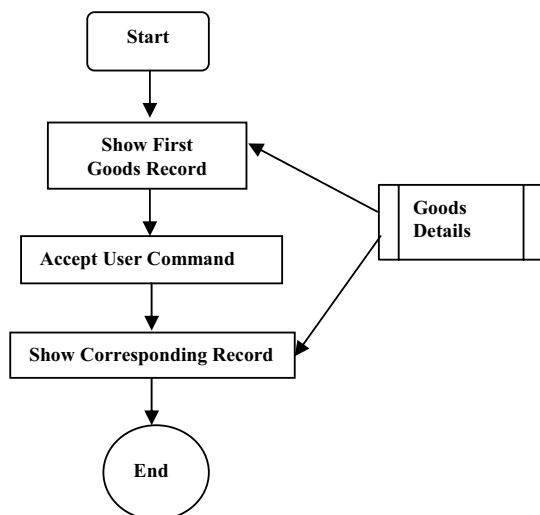 Start
Show First
Goods Record
Goods
Details
Accept User Command
Show Corresponding Record
End